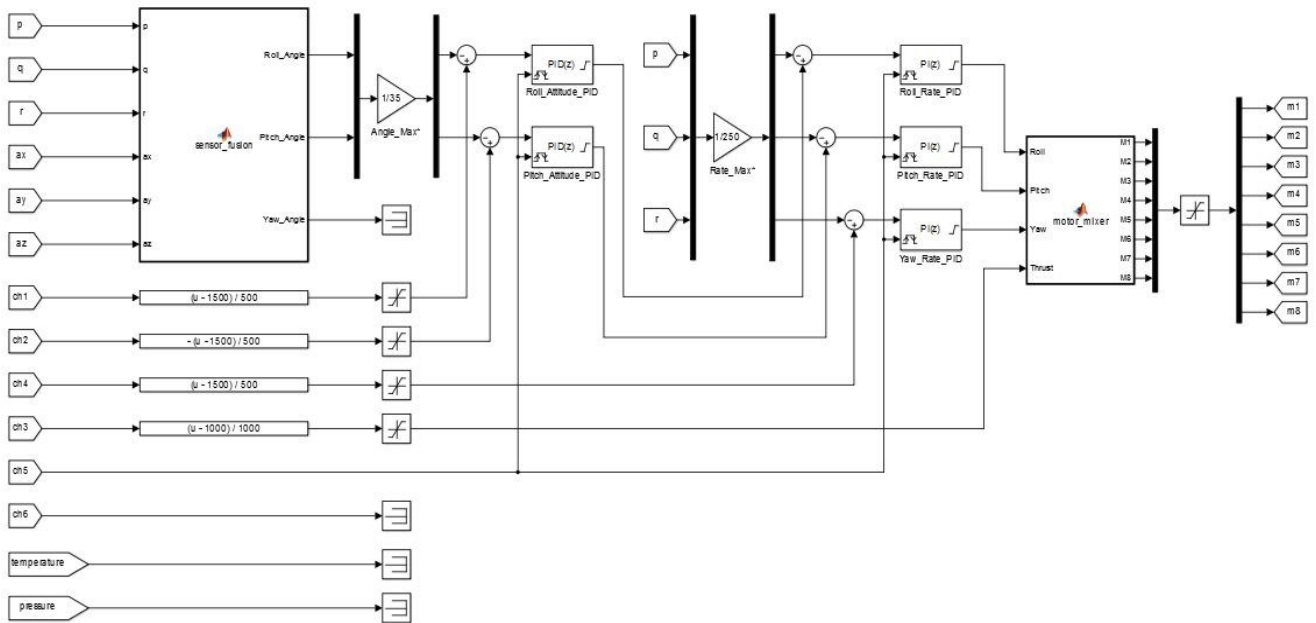 p
q
r
ax
ay
az
p
q
r
ax
ay
az
sensor_fusion
Roll_Angle
Pitch_Angle
Yaw_Angle
1/35
Angle_Max*
PID(z)
Roll_Attitude_PID
PID(z)
Pitch_Attitude_PID
p
q
r
1/250
Rate_Max*
PI(z)
Roll_Rate_PID
PI(z)
Pitch_Rate_PID
PI(z)
Yaw_Rate_PID
Roll
Pitch
Yaw
Thrust
motor_mixer
M1
M2
M3
M4
M5
M6
M7
M8
m1
m2
m3
m4
m5
m6
m7
m8
ch1
(u - 1500) / 500
ch2
- (u - 1500) / 500
ch4
(u - 1500) / 500
ch3
(u - 1000) / 1000
ch5
ch6
temperature
pressure